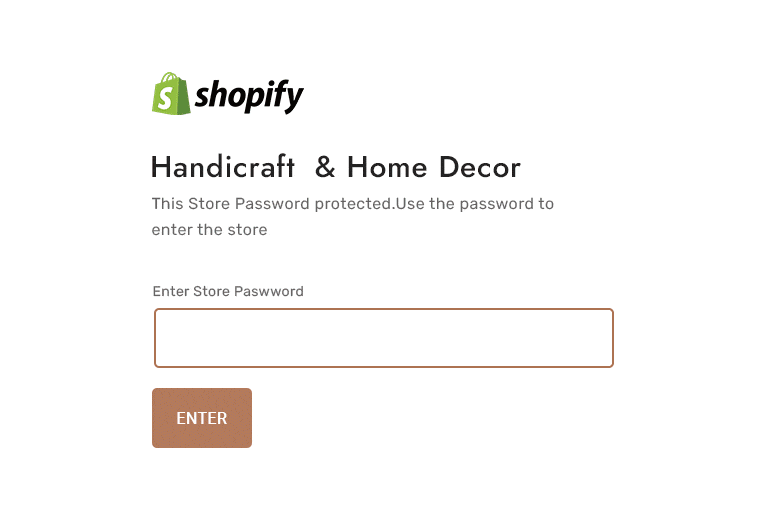 shopify
Handicraft & Home Decor
This Store Password protected.Use the password to
enter the store
Enter Store Paswword
ENTER